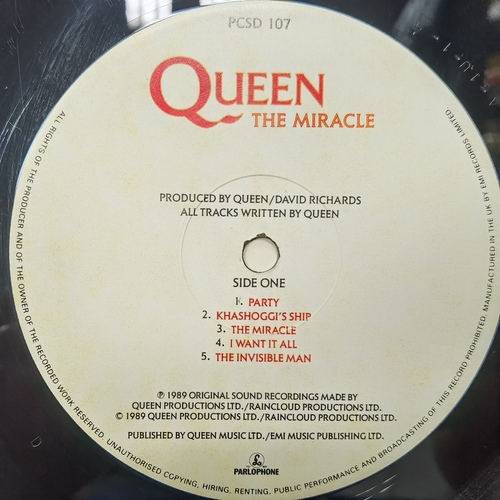 PCSD 107
QUEEN
THE MIRACLE
PRODUCED BY QUEEN/DAVID RICHARDS
ALL TRACKS WRITTEN BY QUEEN
SIDE ONE
1. PARTY
2. KHASHOGGI'S SHIP
3. THE MIRACLE
4. I WANT IT ALL
5. THE INVISIBLE MAN
℗ 1989 ORIGINAL SOUND RECORDINGS MADE BY
QUEEN PRODUCTIONS LTD./RAINCLOUD PRODUCTIONS LTD.
© 1989 QUEEN PRODUCTIONS LTD./RAINCLOUD PRODUCTIONS LTD.
PUBLISHED BY QUEEN MUSIC LTD./EMI MUSIC PUBLISHING LTD.
PARLOPHONE
ALL RIGHTS OF THE PRODUCER AND OF THE OWNER OF THE RECORDED WORK RESERVED. UNAUTHORISED COPYING, HIRING, RENTING, PUBLIC PERFORMANCE AND BROADCASTING OF THIS RECORD PROHIBITED. MANUFACTURED IN THE UK BY EMI RECORDS LIMITED